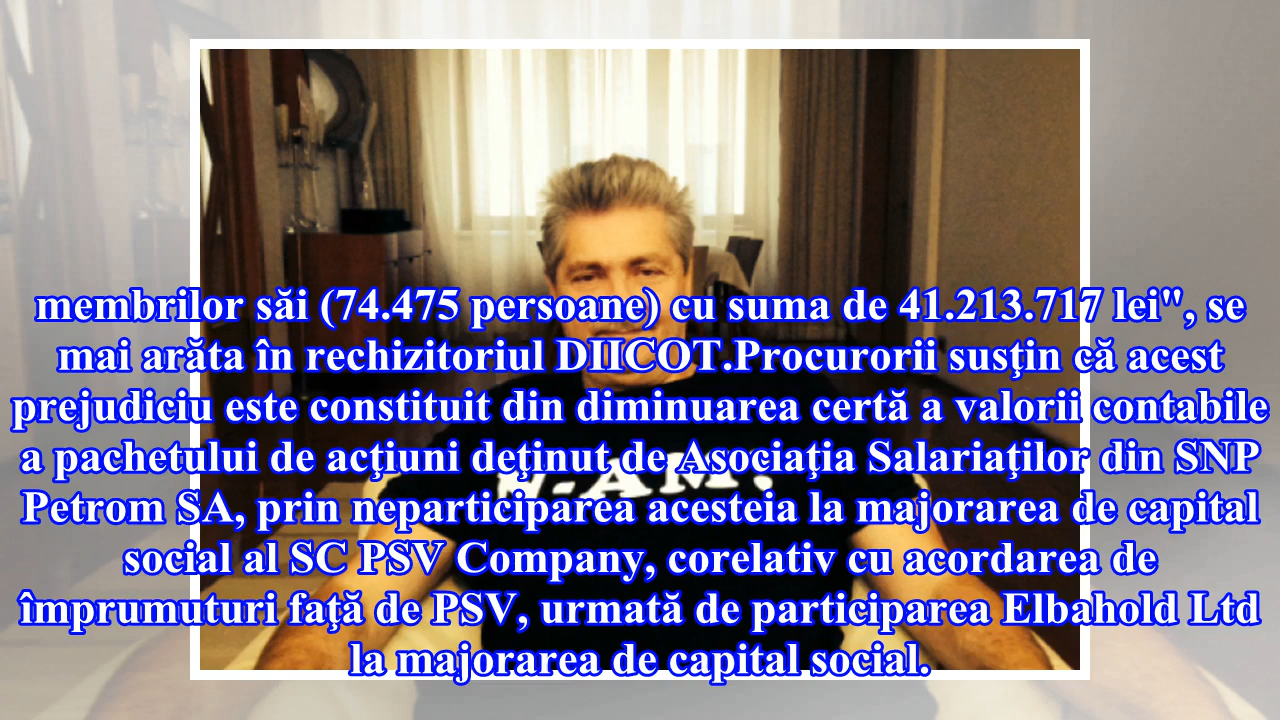 membrilor săi (74.475 persoane) cu suma de 41.213.717 lei", se
mai arăta în rechizitoriul DIICOT.Procurorii susţin că acest
prejudiciu este constituit din diminuarea certă a valorii contabile
a pachetului de acţiuni deţinut de Asociaţia Salariaţilor din SNP
Petrom SA, prin neparticiparea acesteia la majorarea de capital
social al SC PSV Company, corelativ cu acordarea de
împrumuturi faţă de PSV, urmată de participarea Elbahold Ltd
la majorarea de capital social.